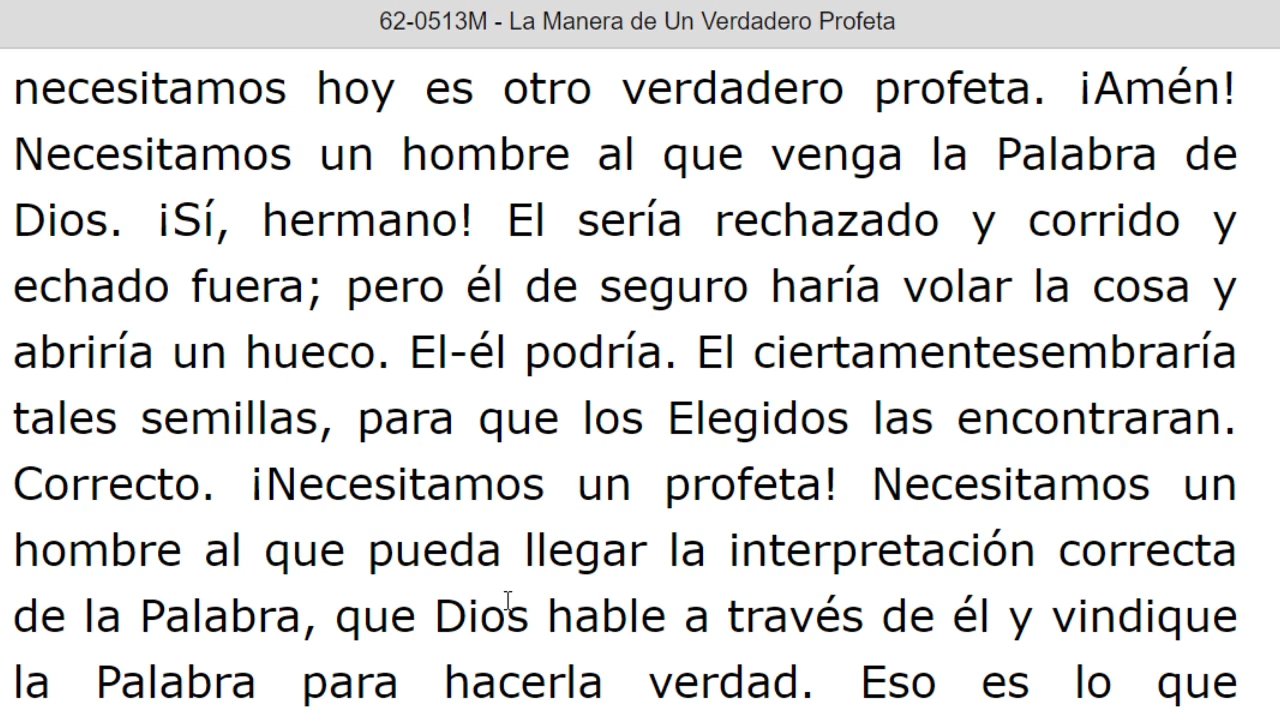 62-0513M - La Manera de Un Verdadero Profeta
necesitamos hoy es otro verdadero profeta. ¡Amén!
Necesitamos un hombre al que venga la Palabra de
Dios. ¡Sí, hermano! El sería rechazado y corrido y
echado fuera; pero él de seguro haría volar la cosa y
abriría un hueco. El-él podría. El ciertamentesembraría
tales semillas, para que los Elegidos las encontraran.
Correcto. ¡Necesitamos un profeta! Necesitamos un
hombre al que pueda llegar la interpretación correcta
de la Palabra, que Dios hable a través de él y vindique
la Palabra para hacerla verdad. Eso es lo que